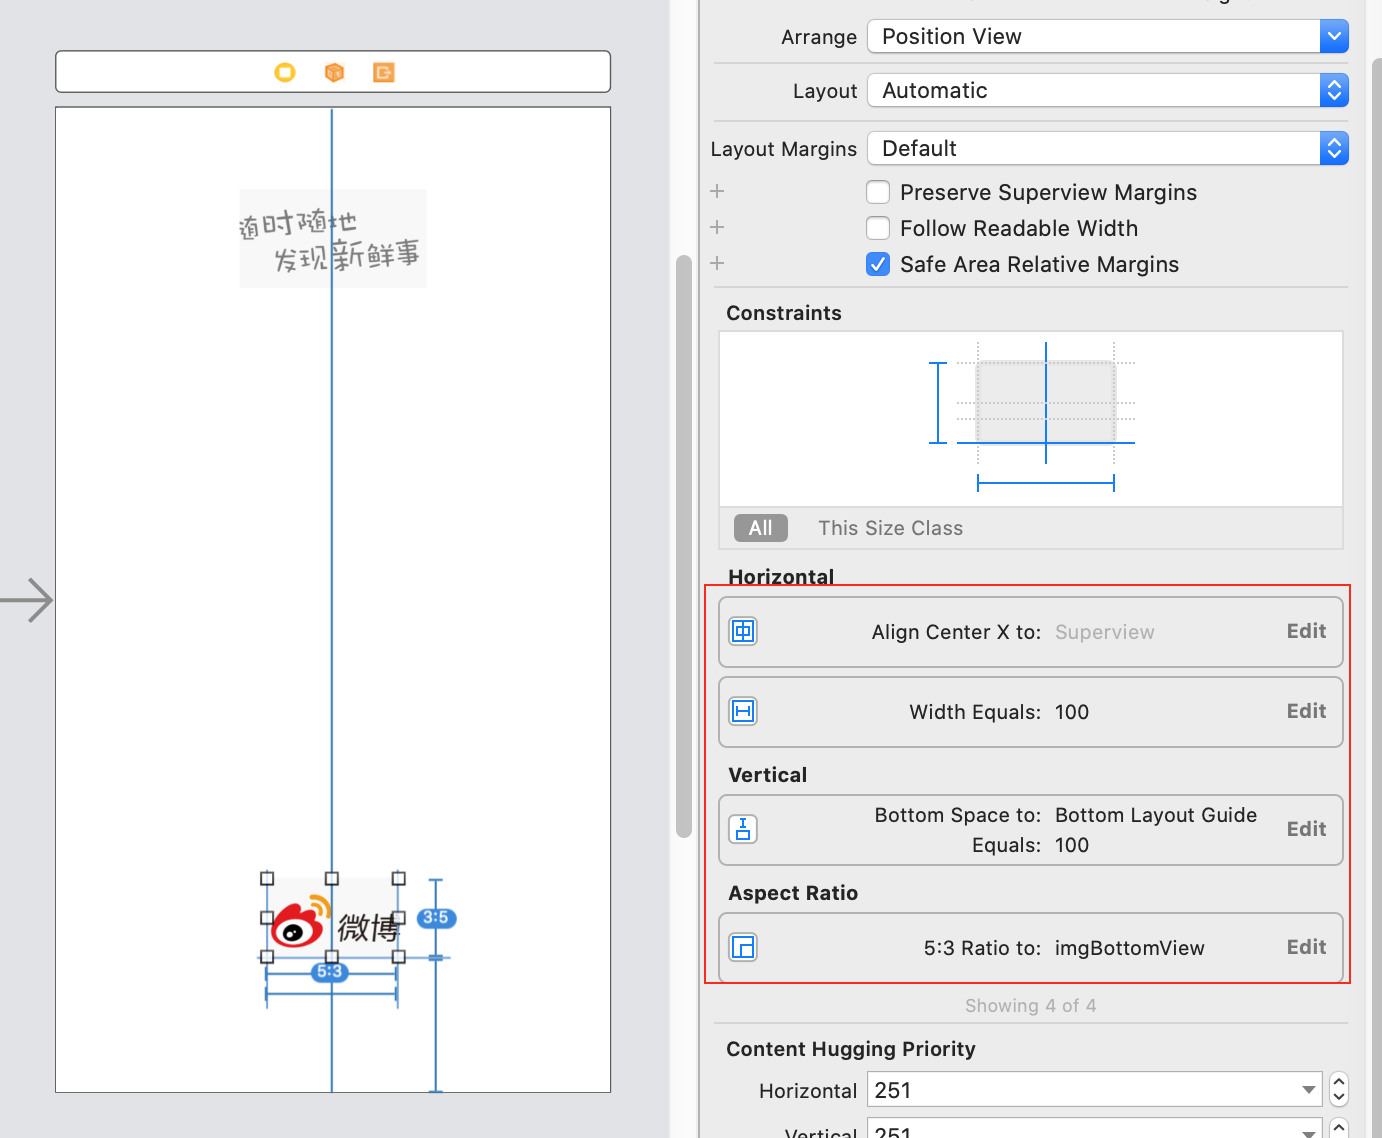 Arrange Position View
Layout Automatic
Layout Margins Default
Preserve Superview Margins
Follow Readable Width
Safe Area Relative Margins
Constraints
All This Size Class
Horizontal
Align Center X to: Superview Edit
Width Equals: 100 Edit
Vertical
Bottom Space to: Bottom Layout Guide
Equals: 100 Edit
Aspect Ratio
5:3 Ratio to: imgBottomView Edit
Showing 4 of 4
Content Hugging Priority
Horizontal 251
Vertical 251
随时随地
发现新鲜事
微博
3:5
5:3